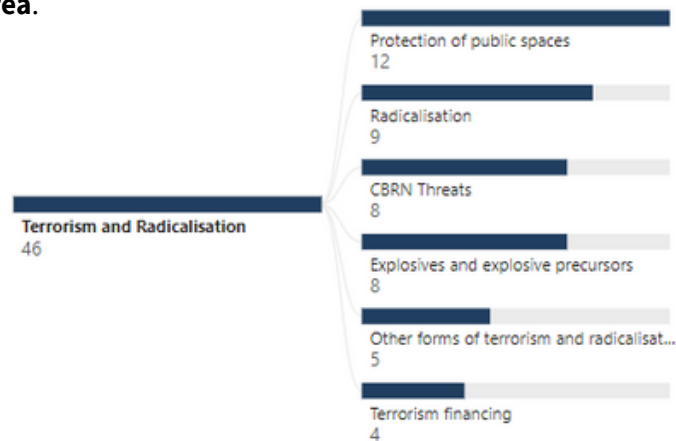 Protection of public spaces
12
Radicalisation
9
CBRN Threats
8
Terrorism and Radicalisation
46
Explosives and explosive precursors
8
Other forms of terrorism and radicalisat...
5
Terrorism financing
4